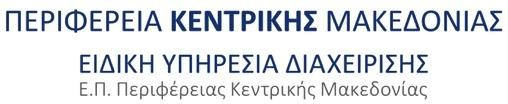 ΠΕΡΙΦΕΡΕΙΑ ΚΕΝΤΡΙΚΗΣ ΜΑΚΕΔΟΝΙΑΣ
ΕΙΔΙΚΗ ΥΠΗΡΕΣΙΑ ΔΙΑΧΕΙΡΙΣΗΣ
Ε.Π. Περιφέρειας Κεντρικής Μακεδονίας